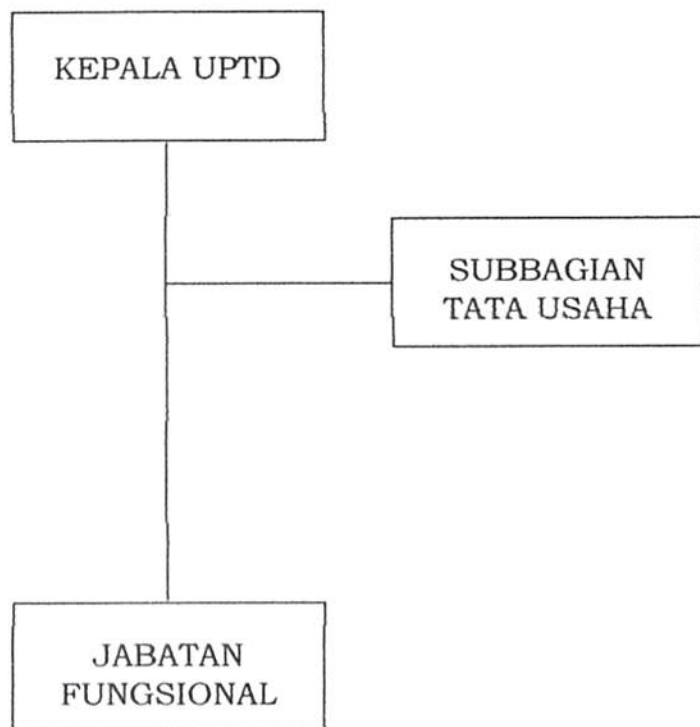 KEPALA UPTD
SUBBAGIAN
TATA USAHA
JABATAN
FUNGSIONAL